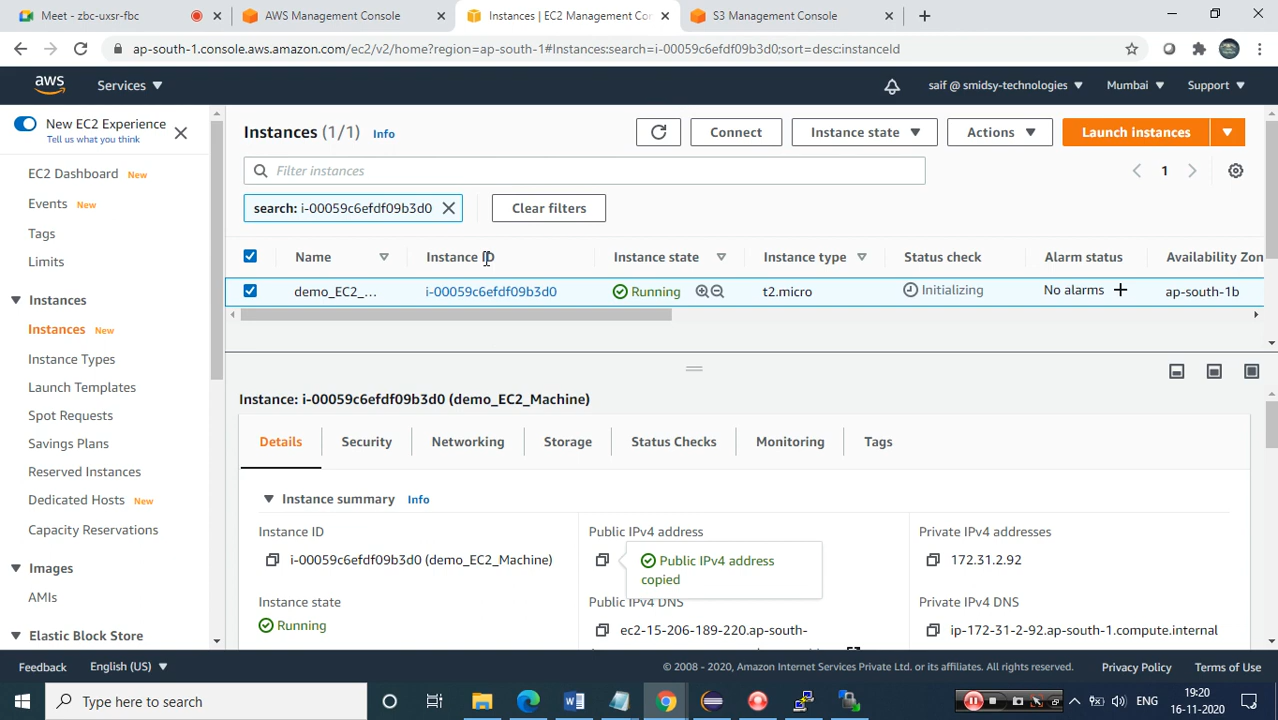 Meet - zbc-uxsr-fbc
AWS Management Console
Instances | EC2 Management Co
S3 Management Console
ap-south-1.console.aws.amazon.com/ec2/v2/home?region=ap-south-1#Instances:search=i-00059c6efdf09b3d0;sort=desc:instanceId
aws
Services
saif @ smidsy-technologies
Mumbai
Support
New EC2 Experience
Tell us what you think
EC2 Dashboard New
Events New
Tags
Limits
Instances
Instances New
Instance Types
Launch Templates
Spot Requests
Savings Plans
Reserved Instances
Dedicated Hosts New
Capacity Reservations
Images
AMIs
Elastic Block Store
Instances (1/1) Info
Connect
Instance state
Actions
Launch instances
Filter instances
1
search: i-00059c6efdf09b3d0
Clear filters
Name Instance ID Instance state Instance type Status check Alarm status Availability Zon
demo_EC2_... i-00059c6efdf09b3d0 Running t2.micro Initializing No alarms + ap-south-1b
Instance: i-00059c6efdf09b3d0 (demo_EC2_Machine)
Details Security Networking Storage Status Checks Monitoring Tags
Instance summary Info
Instance ID
i-00059c6efdf09b3d0 (demo_EC2_Machine)
Instance state
Running
Public IPv4 address
Public IPv4 address
copied
Public IPv4 DNS
ec2-15-206-189-220.ap-south-
Private IPv4 addresses
172.31.2.92
Private IPv4 DNS
ip-172-31-2-92.ap-south-1.compute.internal
Feedback English (US) © 2008 - 2020, Amazon Internet Services Private Ltd. or its affiliates. All rights reserved. Privacy Policy Terms of Use
Type here to search
ENG
19:20
16-11-2020